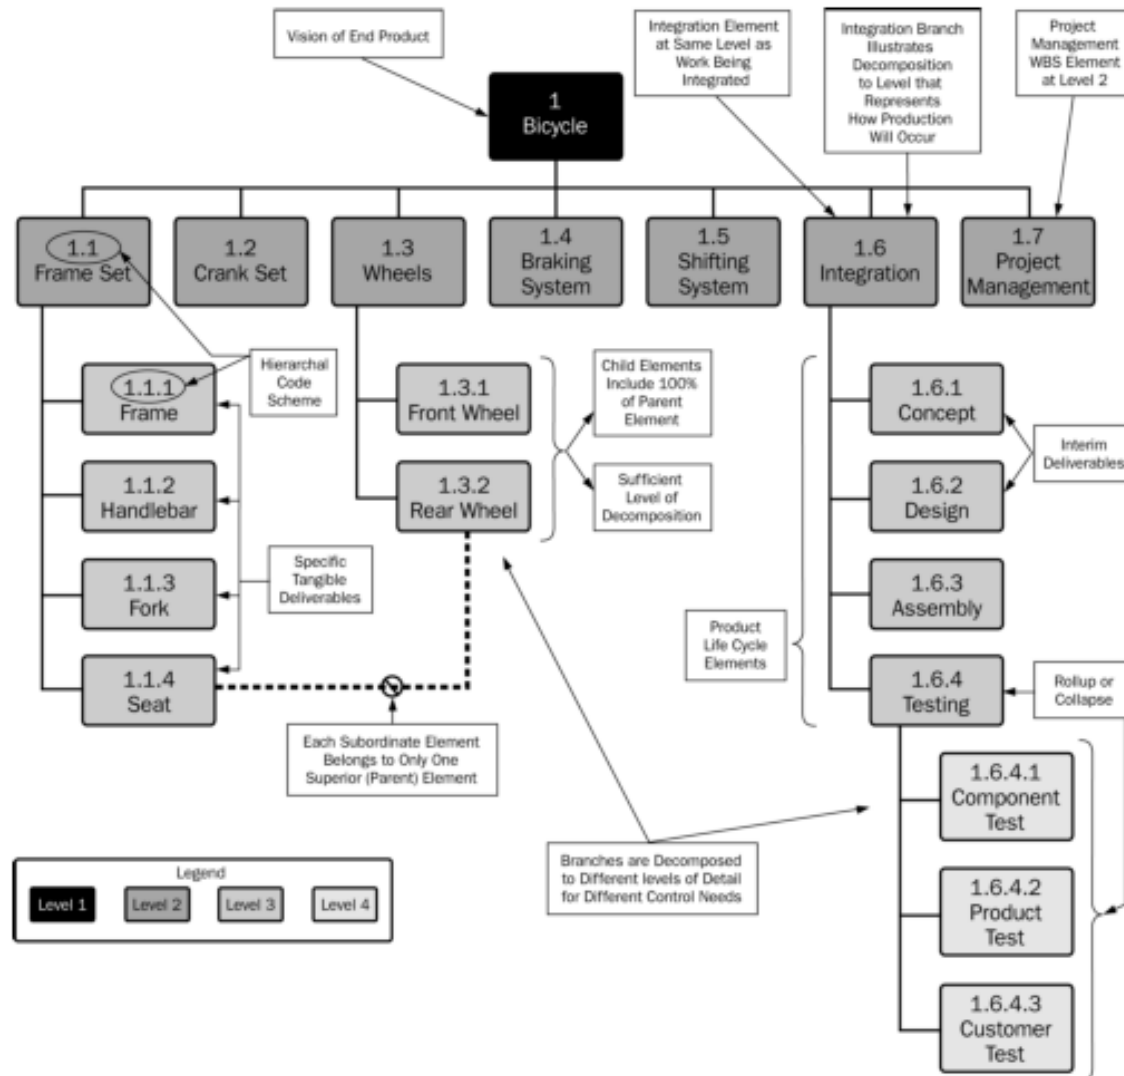 Vision of End Product
Integration Element
at Same Level as
Work Being
Integrated
Integration Branch
Illustrates
Decomposition
to Level that
Represents
How Production
Will Occur
Project
Management
WBS Element
at Level 2
1
Bicycle
1.1
Frame Set
1.2
Crank Set
1.3
Wheels
1.4
Braking
System
1.5
Shifting
System
1.6
Integration
1.7
Project
Management
Hierarchal
Code
Scheme
1.1.1
Frame
1.1.2
Handlebar
1.1.3
Fork
1.1.4
Seat
Specific
Tangible
Deliverables
1.3.1
Front Wheel
1.3.2
Rear Wheel
Child Elements
Include 100%
of Parent
Element
Sufficient
Level of
Decomposition
Each Subordinate Element
Belongs to Only One
Superior (Parent) Element
1.6.1
Concept
1.6.2
Design
1.6.3
Assembly
1.6.4
Testing
Interim
Deliverables
Product
Life Cycle
Elements
Rollup or
Collapse
1.6.4.1
Component
Test
1.6.4.2
Product
Test
1.6.4.3
Customer
Test
Branches are Decomposed
to Different levels of Detail
for Different Control Needs
Legend
Level 1
Level 2
Level 3
Level 4